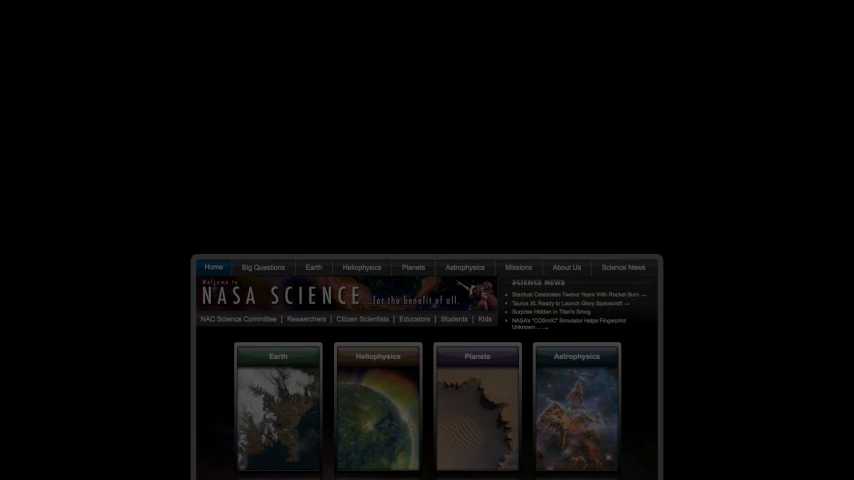 Home Big Questions Earth Heliophysics Planets Astrophysics Missions About Us Science News
Welcome to
NASA SCIENCE ...for the benefit of all.
SCIENCE NEWS
Stardust Celebrates Twelve Years With Rocket Burn →
Taurus XL Ready to Launch Glory Spacecraft →
Surprise Hidden in Titan's Smog
NASA's "COSmIC" Simulator Helps Fingerprint
Unknown ... →
NAC Science Committee | Researchers | Citizen Scientists | Educators | Students | Kids
Earth Heliophysics Planets Astrophysics